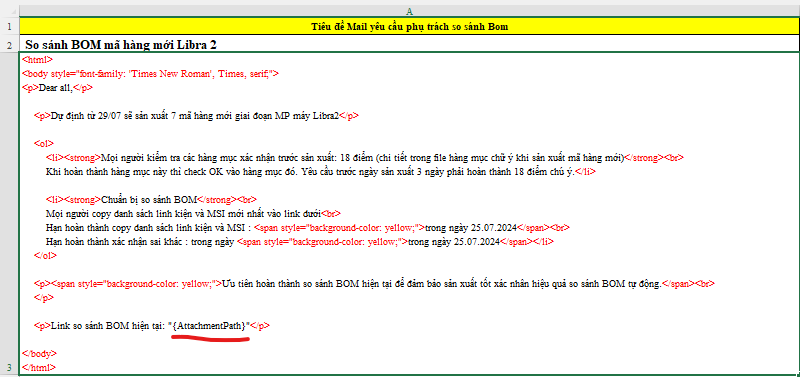 A
1 Tiêu đề Mail yêu cầu phụ trách so sánh Bom
2 So sánh BOM mã hàng mới Libra 2
<html>
<body style="font-family: 'Times New Roman', Times, serif;">
<p>Dear all,</p>
<p>Dự định từ 29/07 sẽ sản xuất 7 mã hàng mới giai đoạn MP máy Libra2</p>
<ol>
<li><strong>Mọi người kiểm tra các hàng mục xác nhận trước sản xuất: 18 điểm (chi tiết trong file hàng mục chữ ý khi sản xuất mã hàng mới)</strong><br>
Khi hoàn thành hàng mục này thì check OK vào hàng mục đó. Yêu cầu trước ngày sản xuất 3 ngày phải hoàn thành 18 điểm chú ý.</li>
<li><strong>Chuẩn bị so sánh BOM</strong><br>
Mọi người copy danh sách linh kiện và MSI mới nhất vào link dưới<br>
Hạn hoàn thành copy danh sách linh kiện và MSI : <span style="background-color: yellow;">trong ngày 25.07.2024</span><br>
Hạn hoàn thành xác nhận sai khác : trong ngày <span style="background-color: yellow;">trong ngày 25.07.2024</span></li>
</ol>
<p><span style="background-color: yellow;">Ưu tiên hoàn thành so sánh BOM hiện tại để đảm bảo sản xuất tốt xác nhân hiệu quả so sánh BOM tự động.</span><br>
</p>
<p>Link so sánh BOM hiện tại: "{AttachmentPath}"</p>
</body>
3 </html>